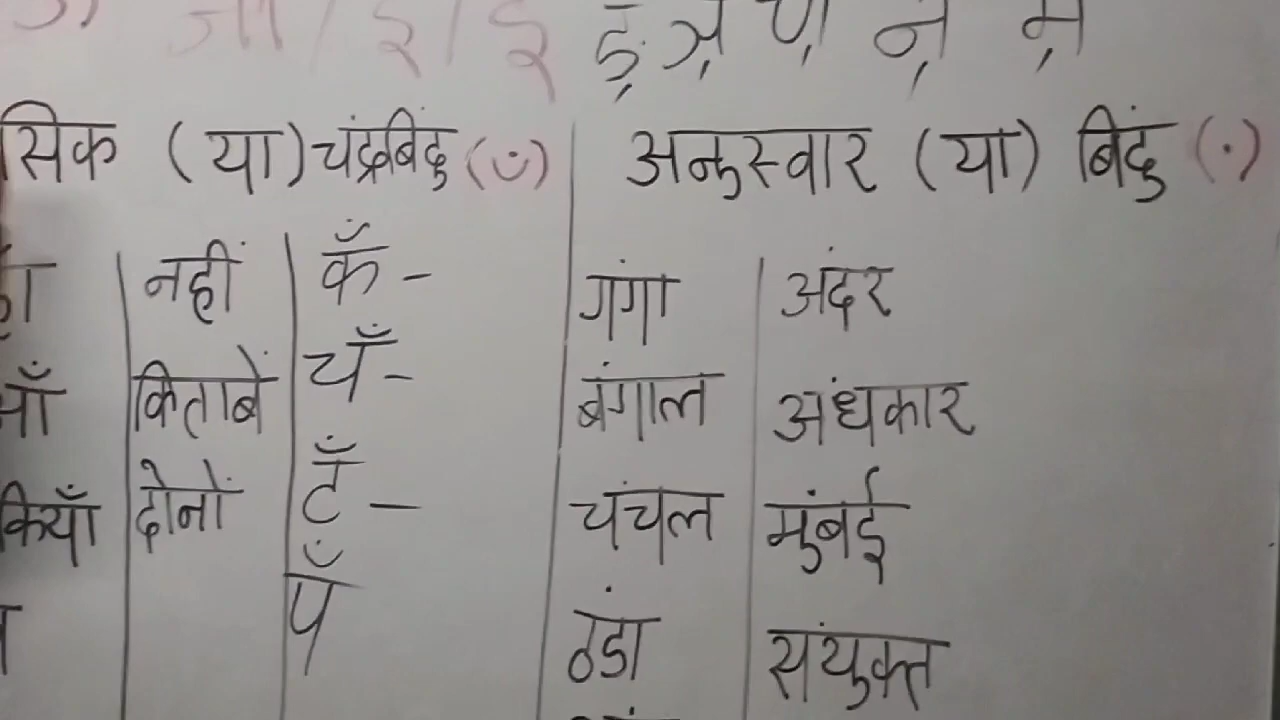 ङ् ञ् ण् न् म्
सिक (या) चंद्रबिंदु (ँ) अनुस्वार (या) बिंदु (ं)
नहीं कँ - गंगा अंदर
किताबें चँ - बंगाल अंधकार
कियाँ दोनों टँ - चंचल मुंबई
पँ ठंडा संयुक्त